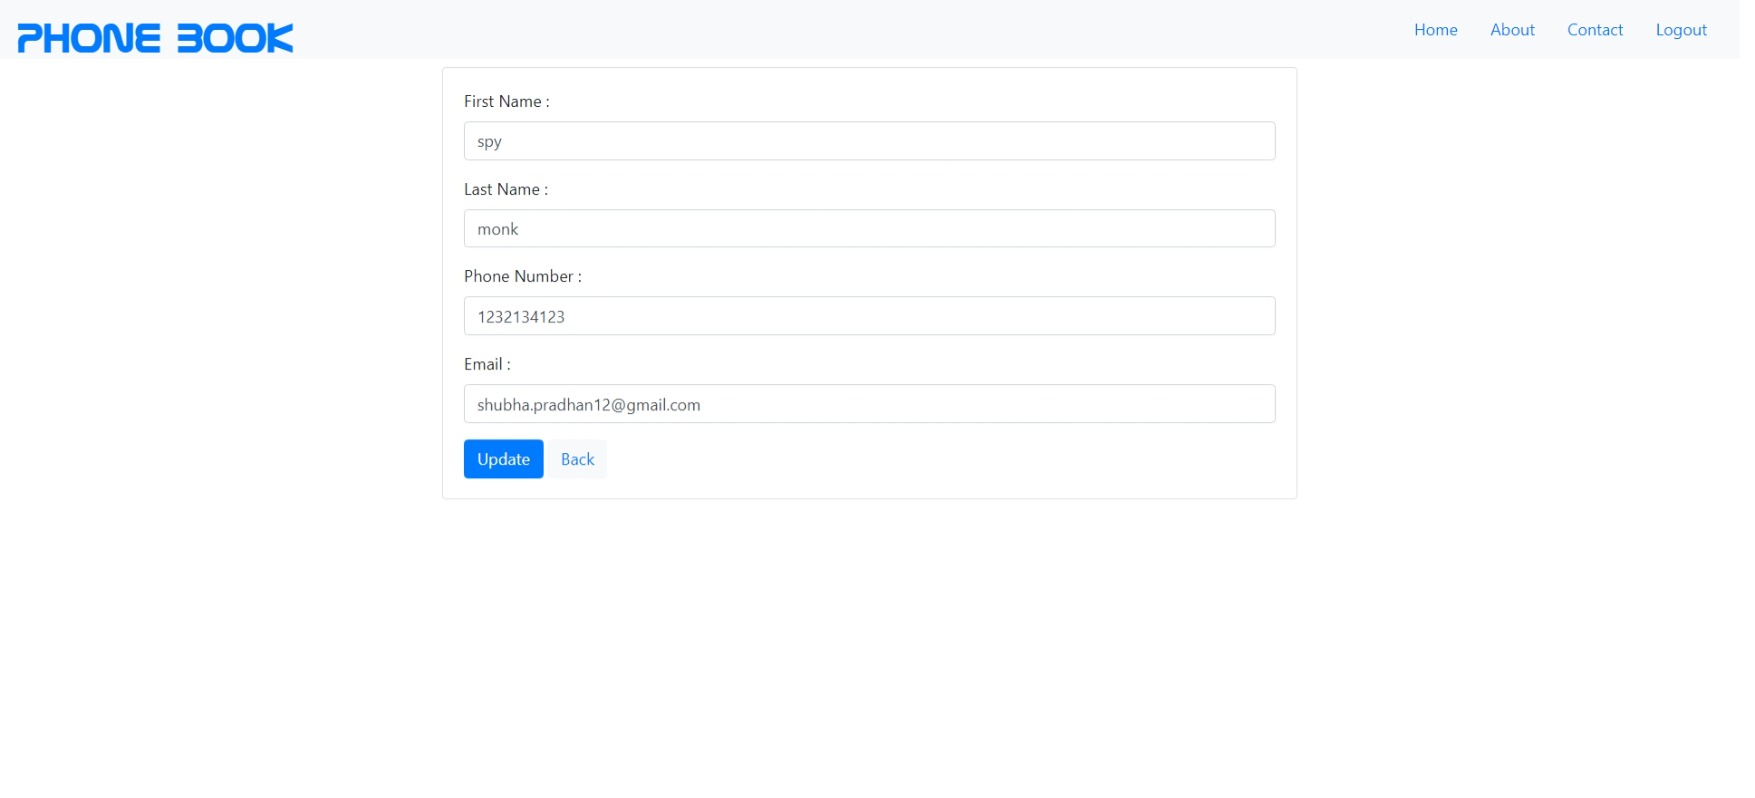 PHONE BOOK
Home About Contact Logout
First Name :
spy
Last Name :
monk
Phone Number :
1232134123
Email :
shubha.pradhan12@gmail.com
Update Back